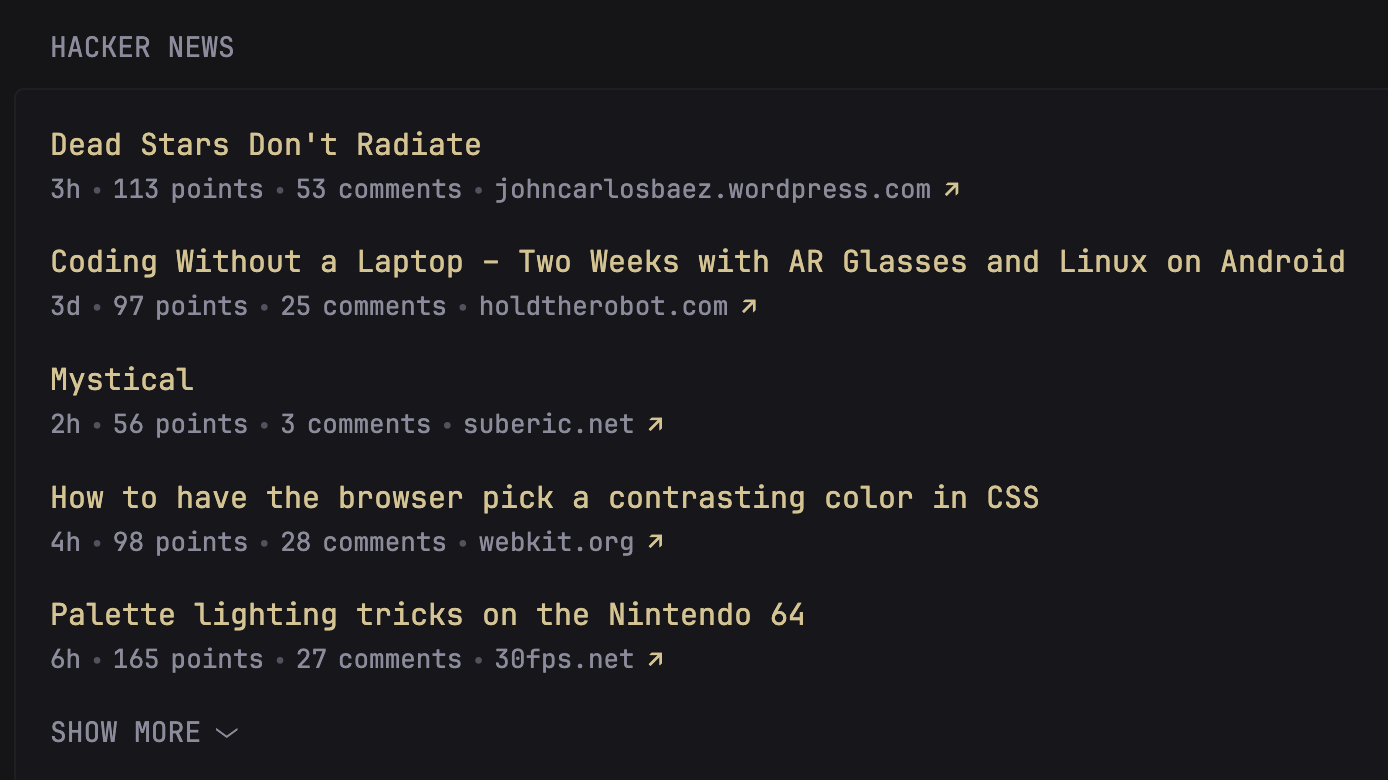 HACKER NEWS
Dead Stars Don't Radiate
3h • 113 points • 53 comments • johncarlosbaez.wordpress.com ↗
Coding Without a Laptop – Two Weeks with AR Glasses and Linux on Android
3d • 97 points • 25 comments • holdtherobot.com ↗
Mystical
2h • 56 points • 3 comments • suberic.net ↗
How to have the browser pick a contrasting color in CSS
4h • 98 points • 28 comments • webkit.org ↗
Palette lighting tricks on the Nintendo 64
6h • 165 points • 27 comments • 30fps.net ↗
SHOW MORE